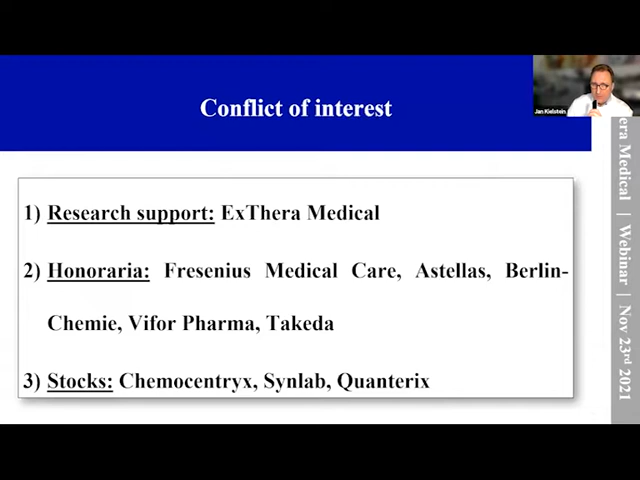 Conflict of interest
Jan Kielstein
1) Research support: ExThera Medical
2) Honoraria: Fresenius Medical Care, Astellas, Berlin-
Chemie, Vifor Pharma, Takeda
3) Stocks: Chemocentryx, Synlab, Quanterix
era Medical | Webinar | Nov 23rd 2021